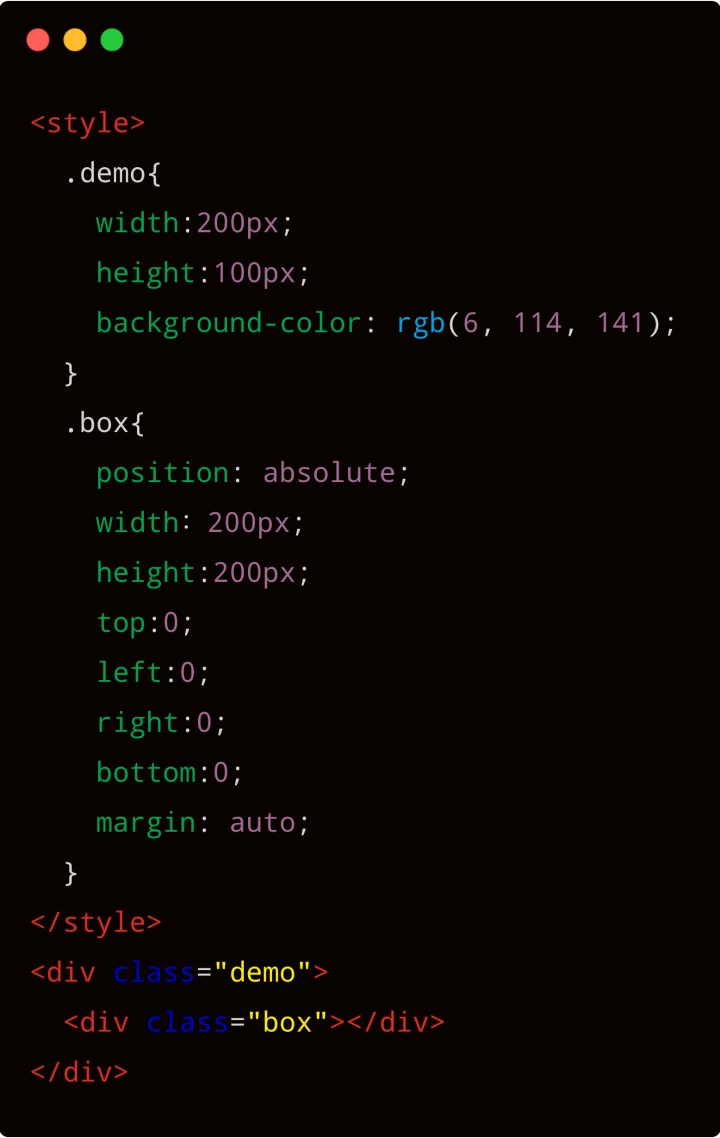 <style>
  .demo{
    width:200px;
    height:100px;
    background-color: rgb(6, 114, 141);
  }
  .box{
    position: absolute;
    width: 200px;
    height:200px;
    top:0;
    left:0;
    right:0;
    bottom:0;
    margin: auto;
  }
</style>
<div class="demo">
  <div class="box"></div>
</div>